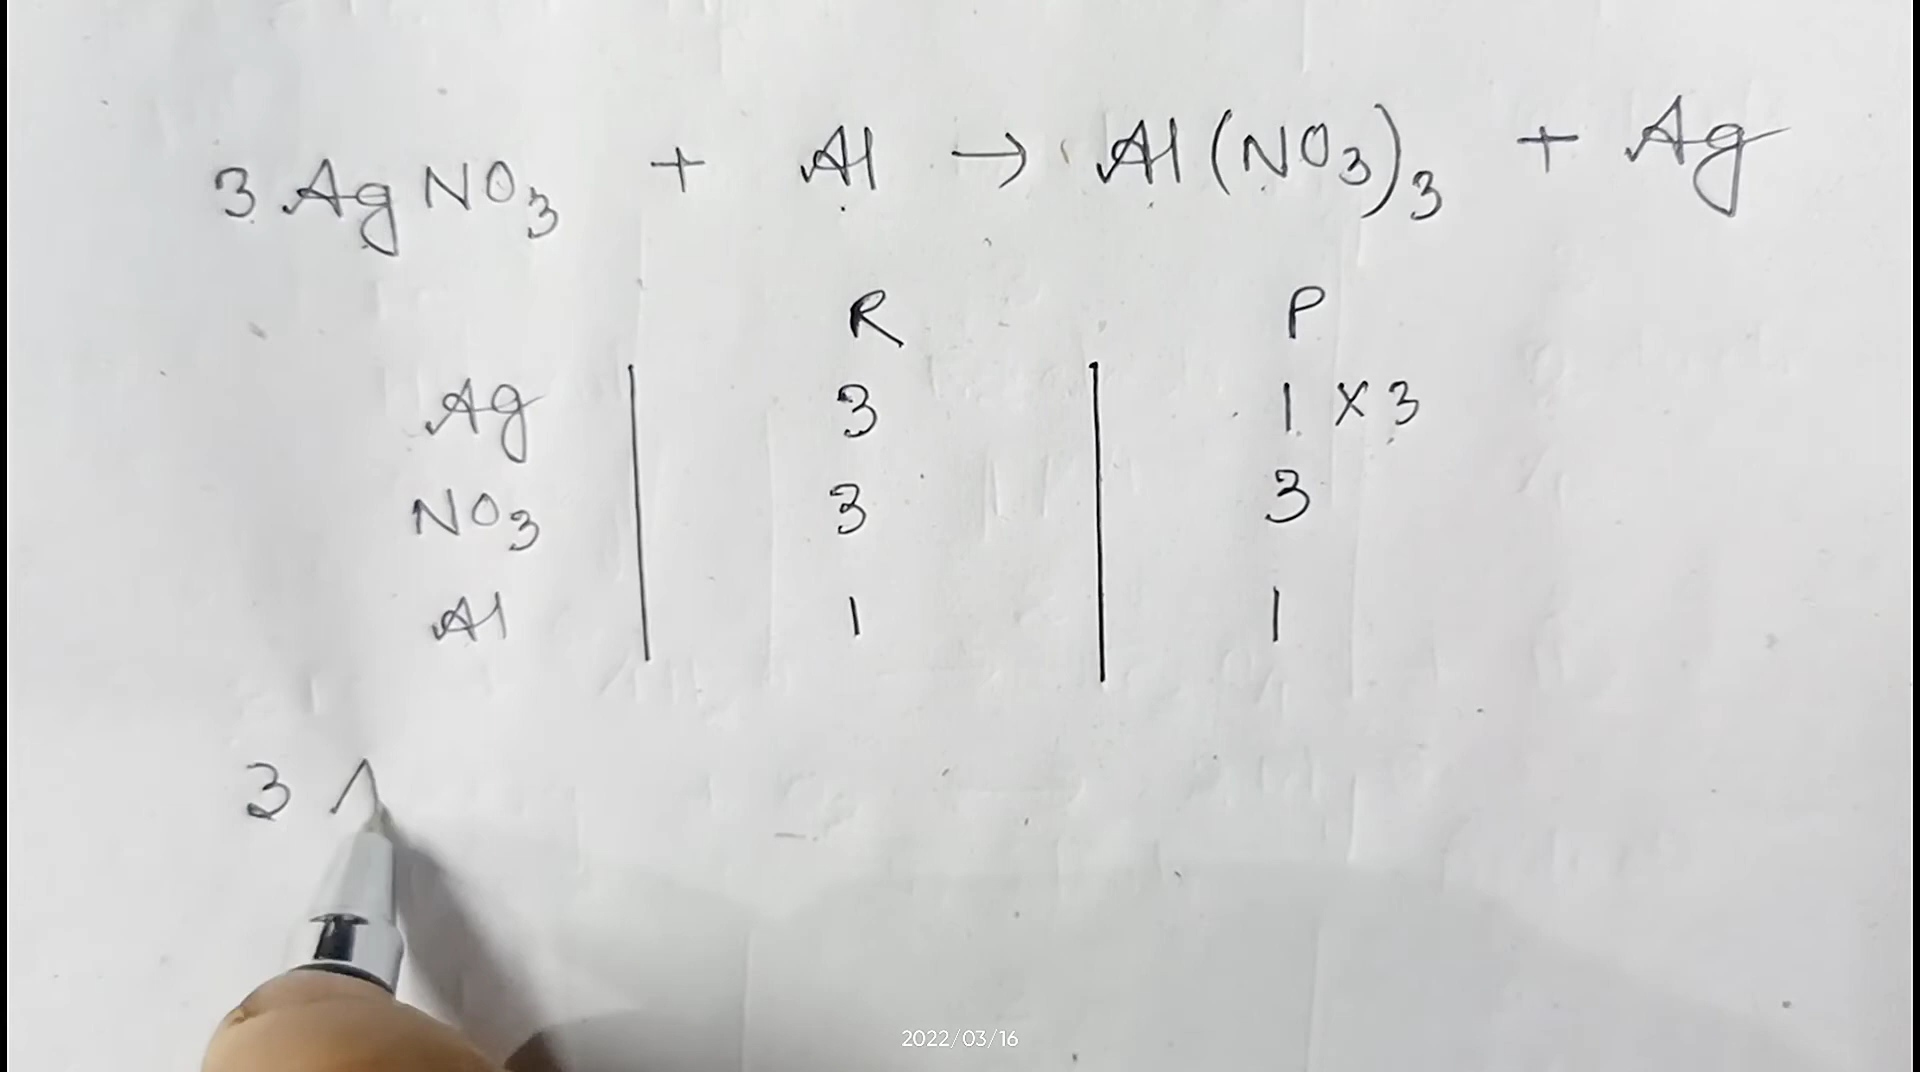 3 AgNO3 + Al → Al(NO3)3 + Ag
R P
Ag 3 1 × 3
NO3 3 3
Al 1 1
3
2022/03/16